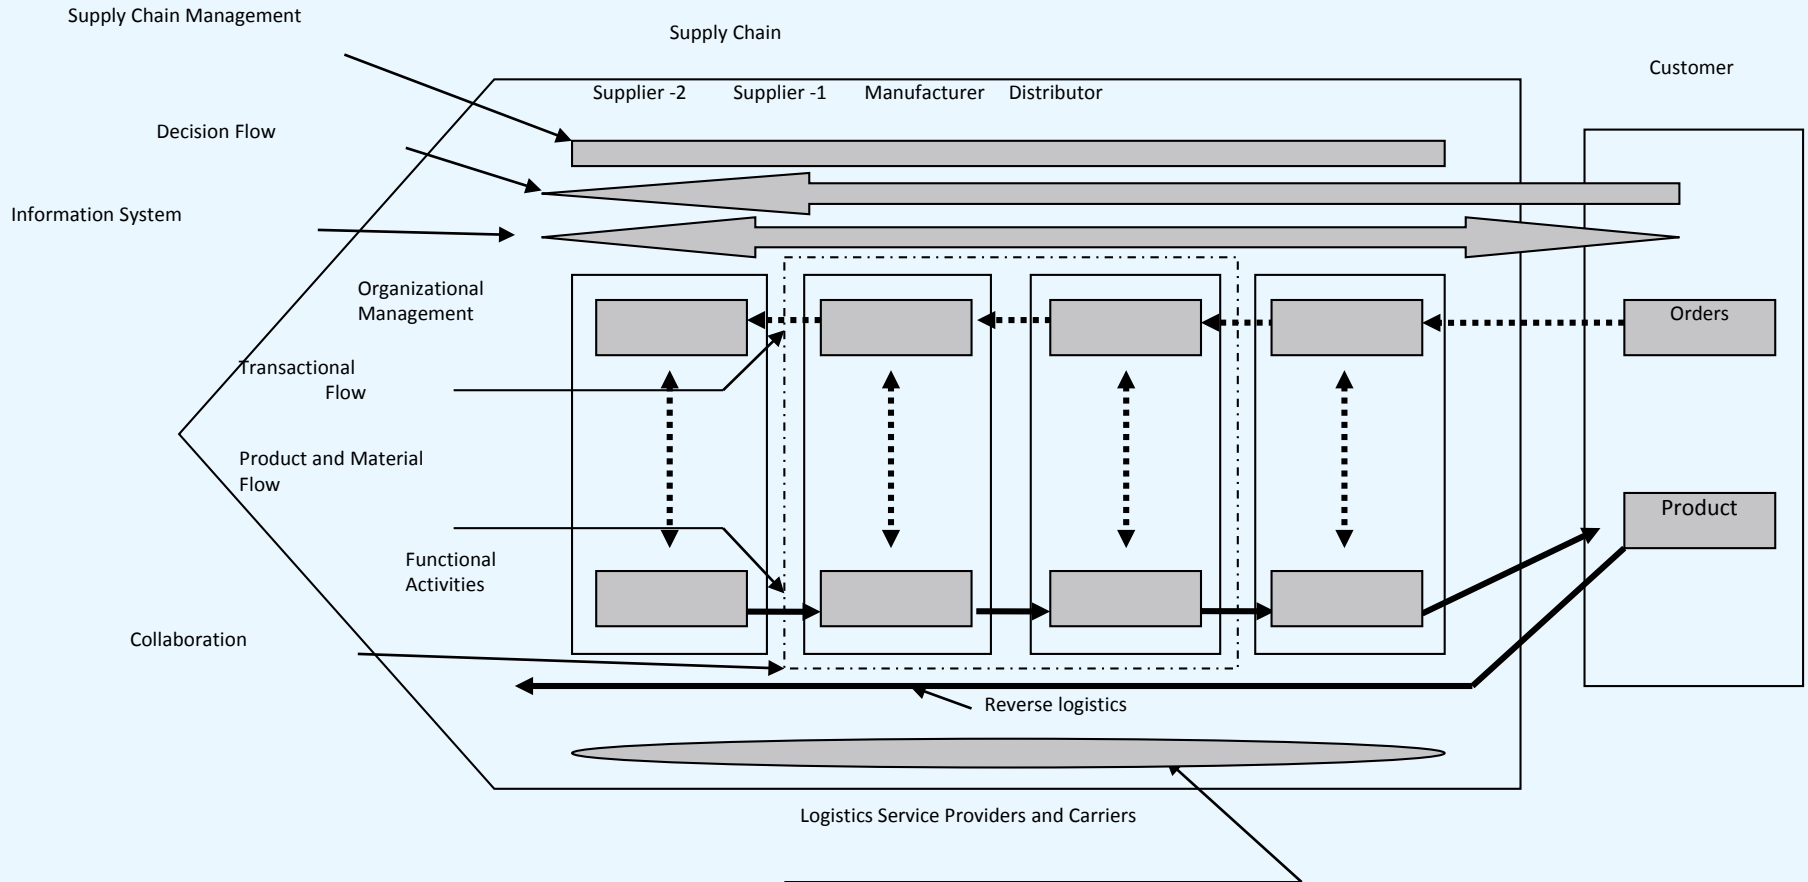 Supply Chain Management
Supply Chain
Customer
Supplier -2
Supplier -1
Manufacturer
Distributor
Decision Flow
Information System
Organizational
Management
Transactional
Flow
Orders
Product and Material
Flow
Product
Functional
Activities
Collaboration
Reverse logistics
Logistics Service Providers and Carriers